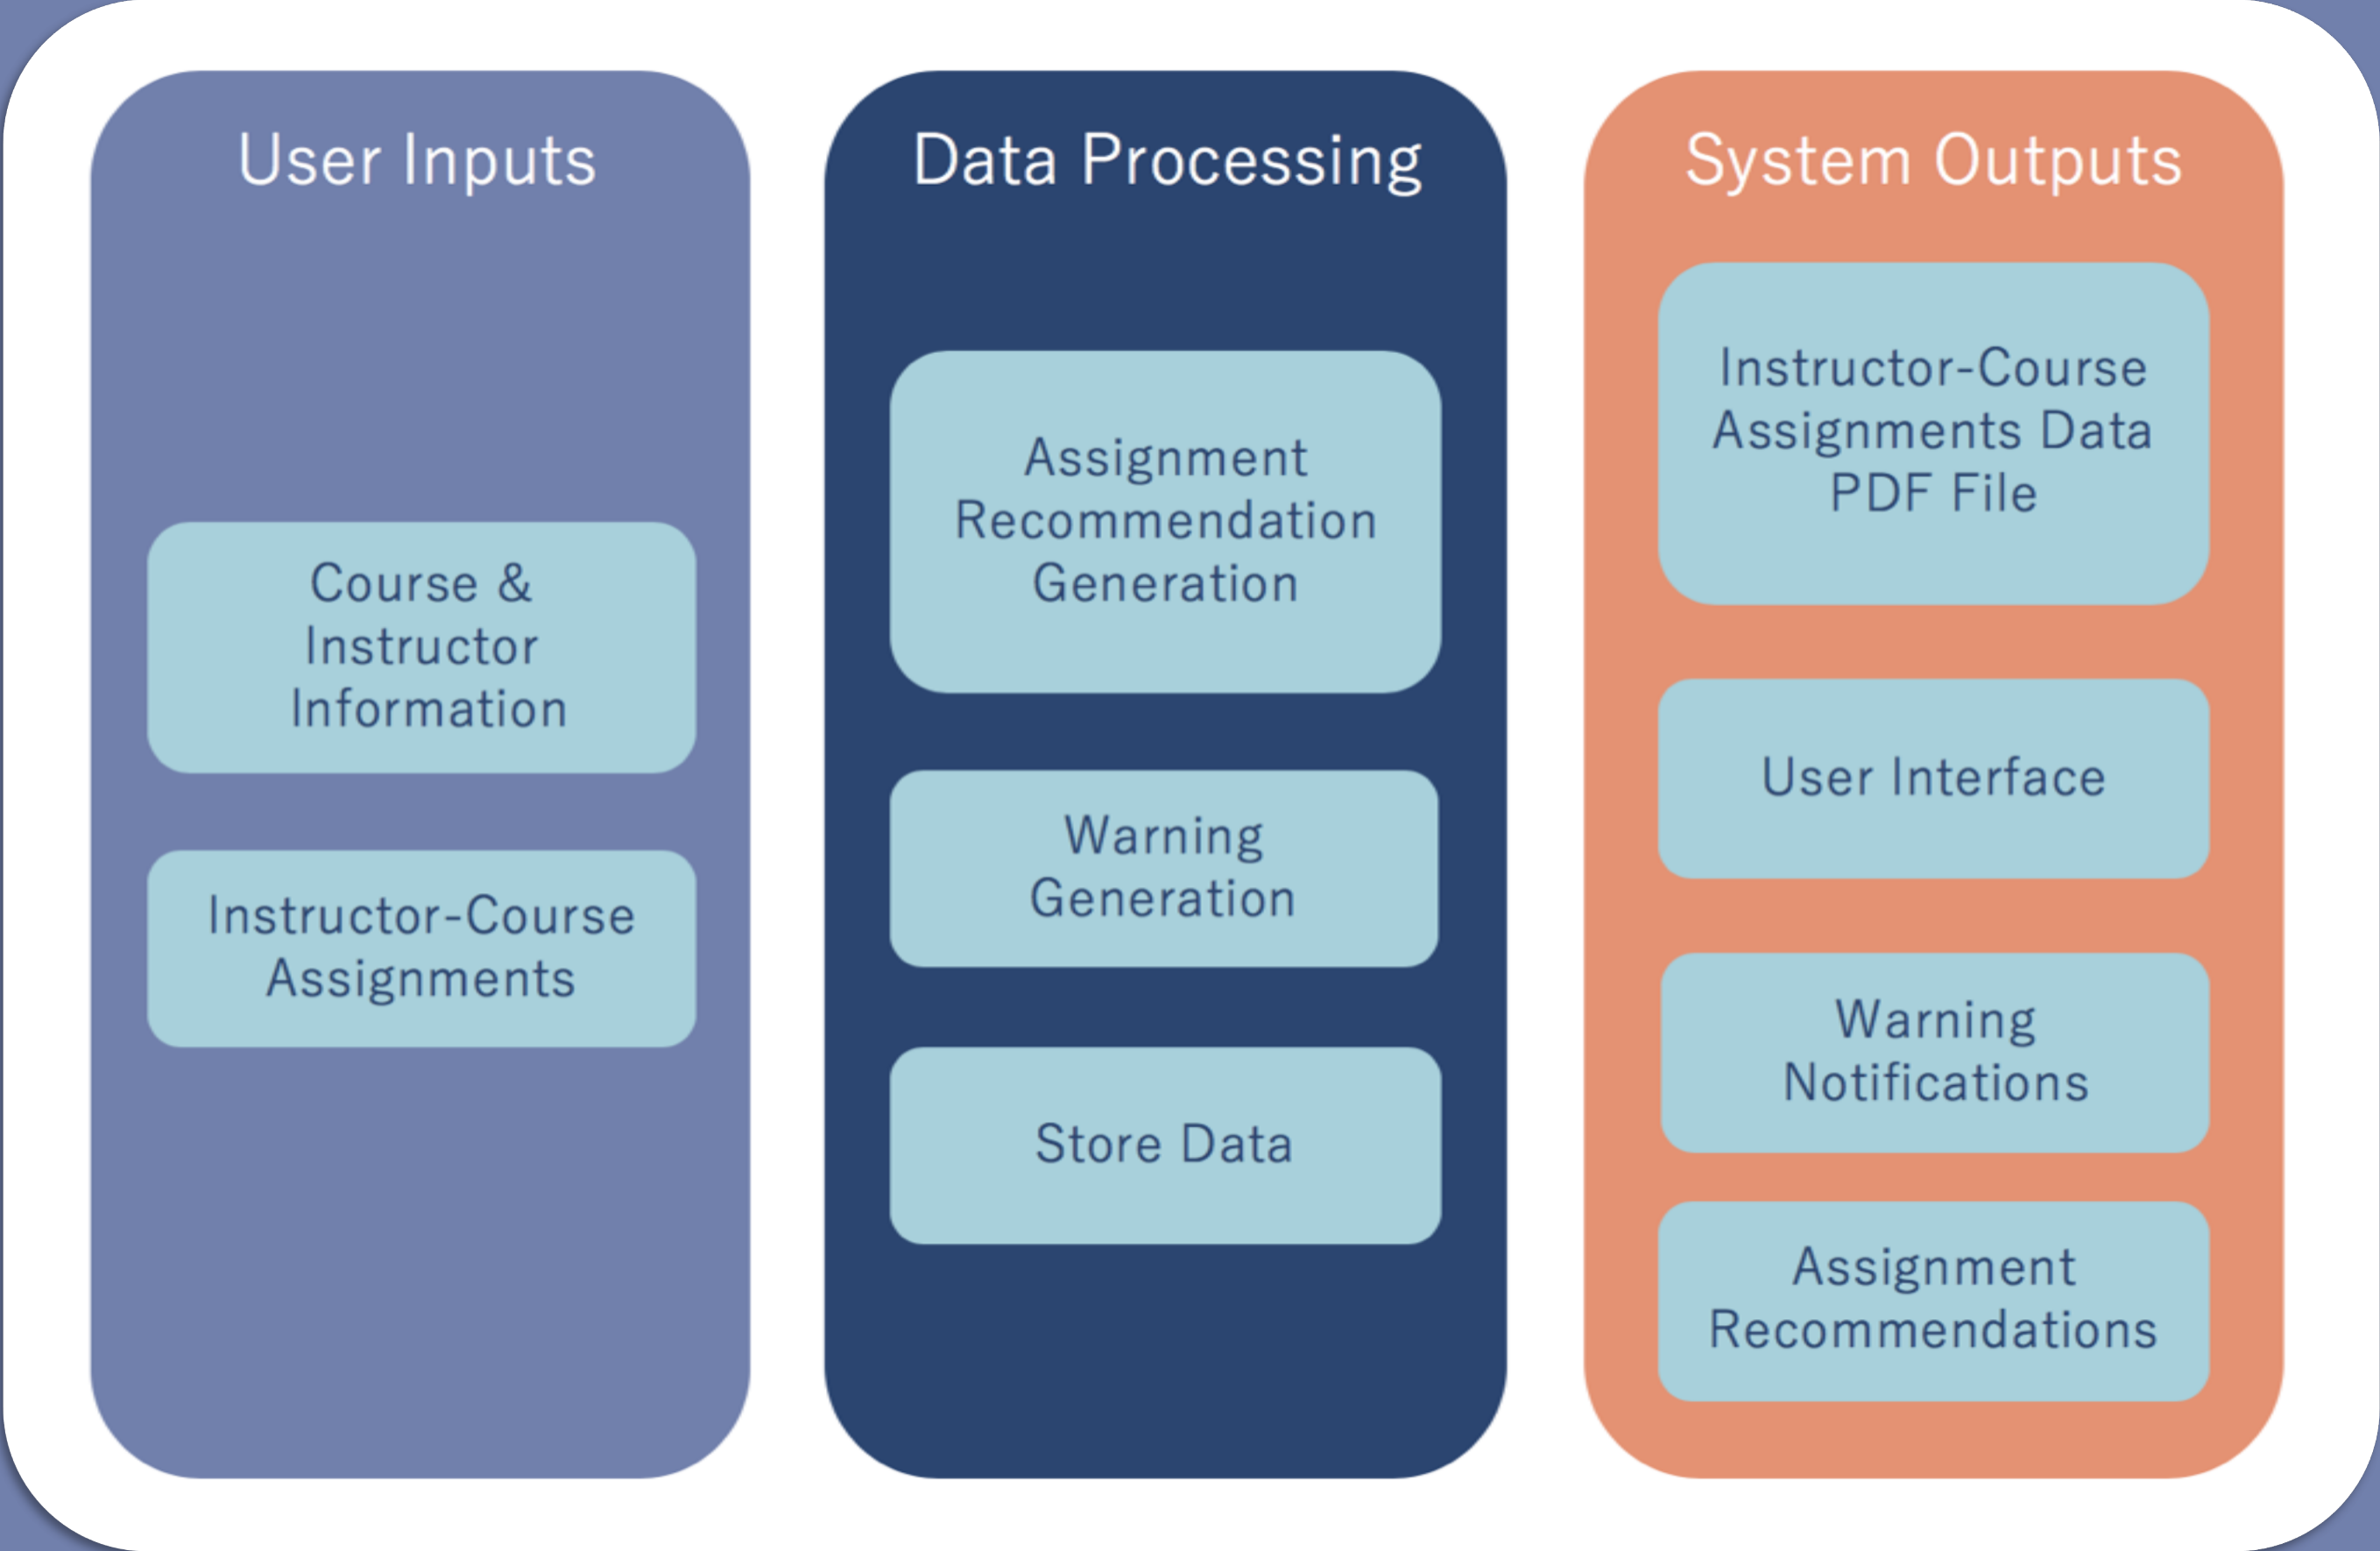 User Inputs
Course &
Instructor
Information
Instructor-Course
Assignments
Data Processing
Assignment
Recommendation
Generation
Warning
Generation
Store Data
System Outputs
Instructor-Course
Assignments Data
PDF File
User Interface
Warning
Notifications
Assignment
Recommendations